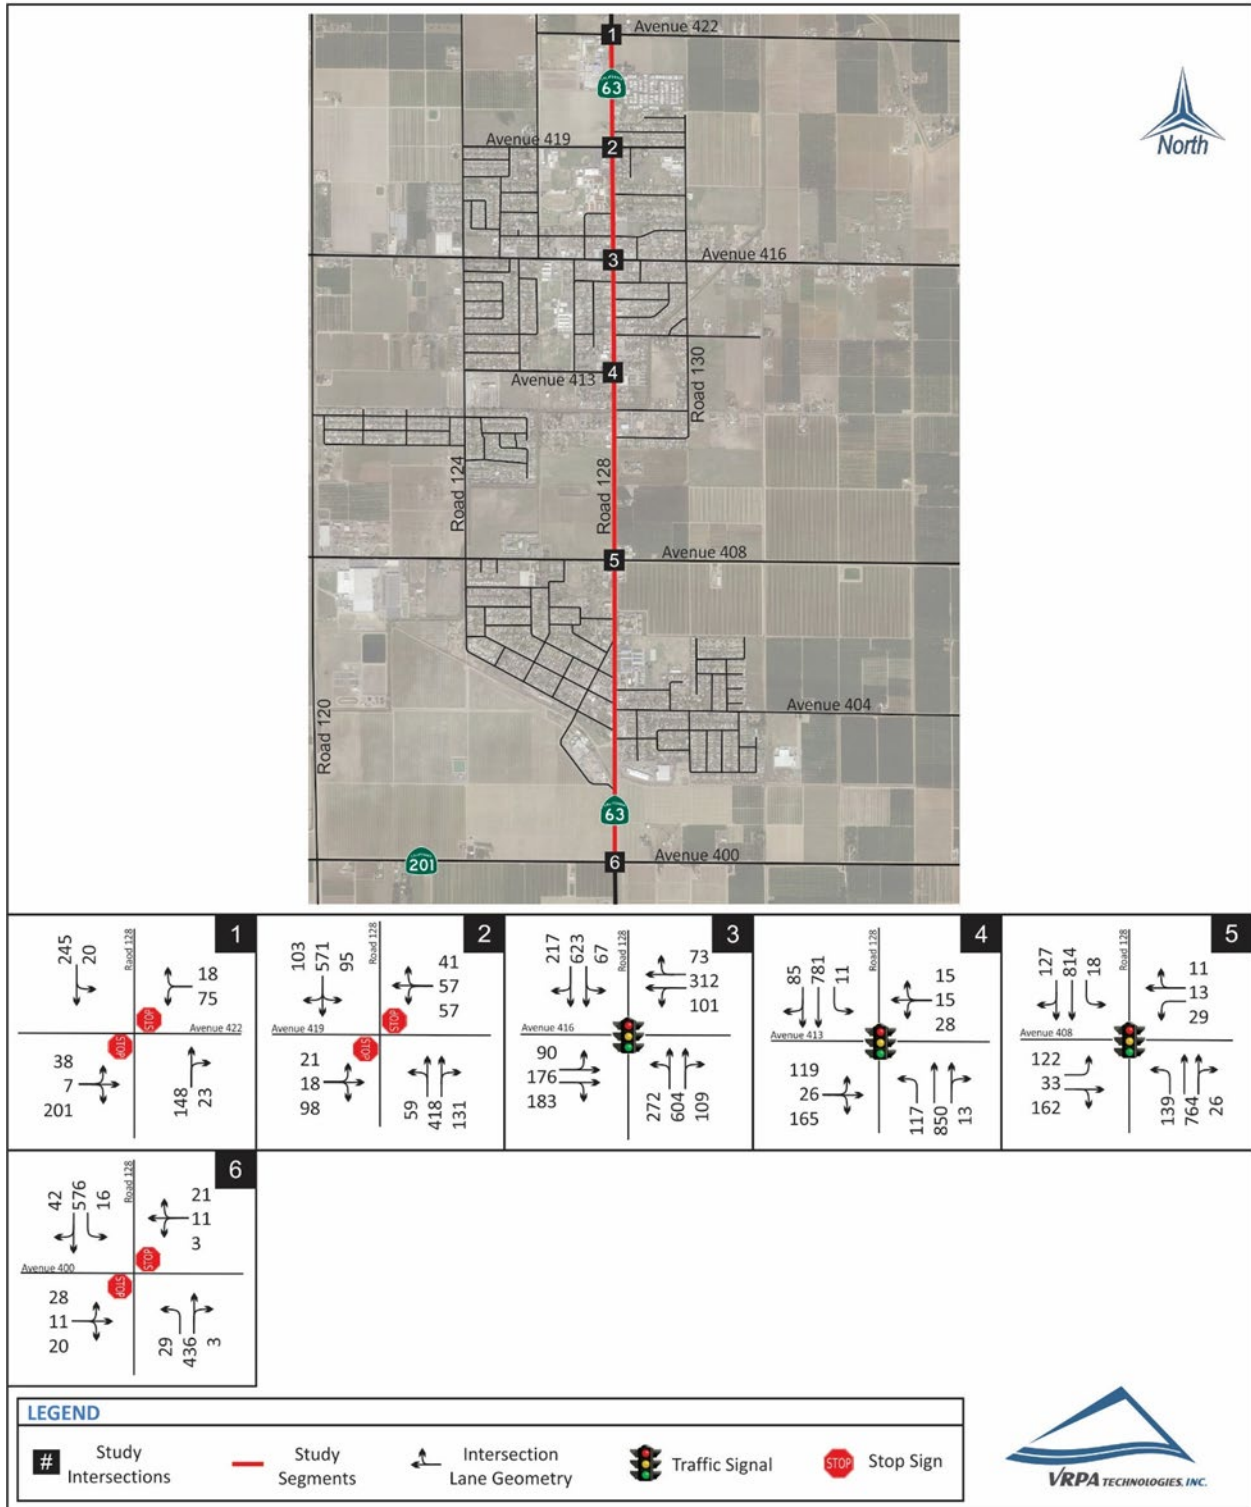 1
Avenue 422
CALIFORNIA
63
North
Avenue 419
2
3
Avenue 416
4
Avenue 413
Road 130
Road 124
Road 128
5
Avenue 408
Road 120
Avenue 404
63
Avenue 400
201
6
1
245
20
Raod 128
18
75
STOP
Avenue 422
STOP
38
7
201
148
23
2
103
571
95
Road 128
41
57
57
STOP
Avenue 419
STOP
21
18
98
59
418
131
3
217
623
67
Road 128
73
312
101
Avenue 416
90
176
183
272
604
109
4
85
781
11
Road 128
15
15
28
Avenue 413
119
26
165
117
850
13
5
127
814
18
Road 128
11
13
29
Avenue 408
122
33
162
139
764
26
6
42
576
16
Road 128
21
11
3
STOP
Avenue 400
STOP
28
11
20
29
436
3
LEGEND
#
Study
Intersections
Study
Segments
Intersection
Lane Geometry
Traffic Signal
STOP
Stop Sign
VRPA TECHNOLOGIES, INC.